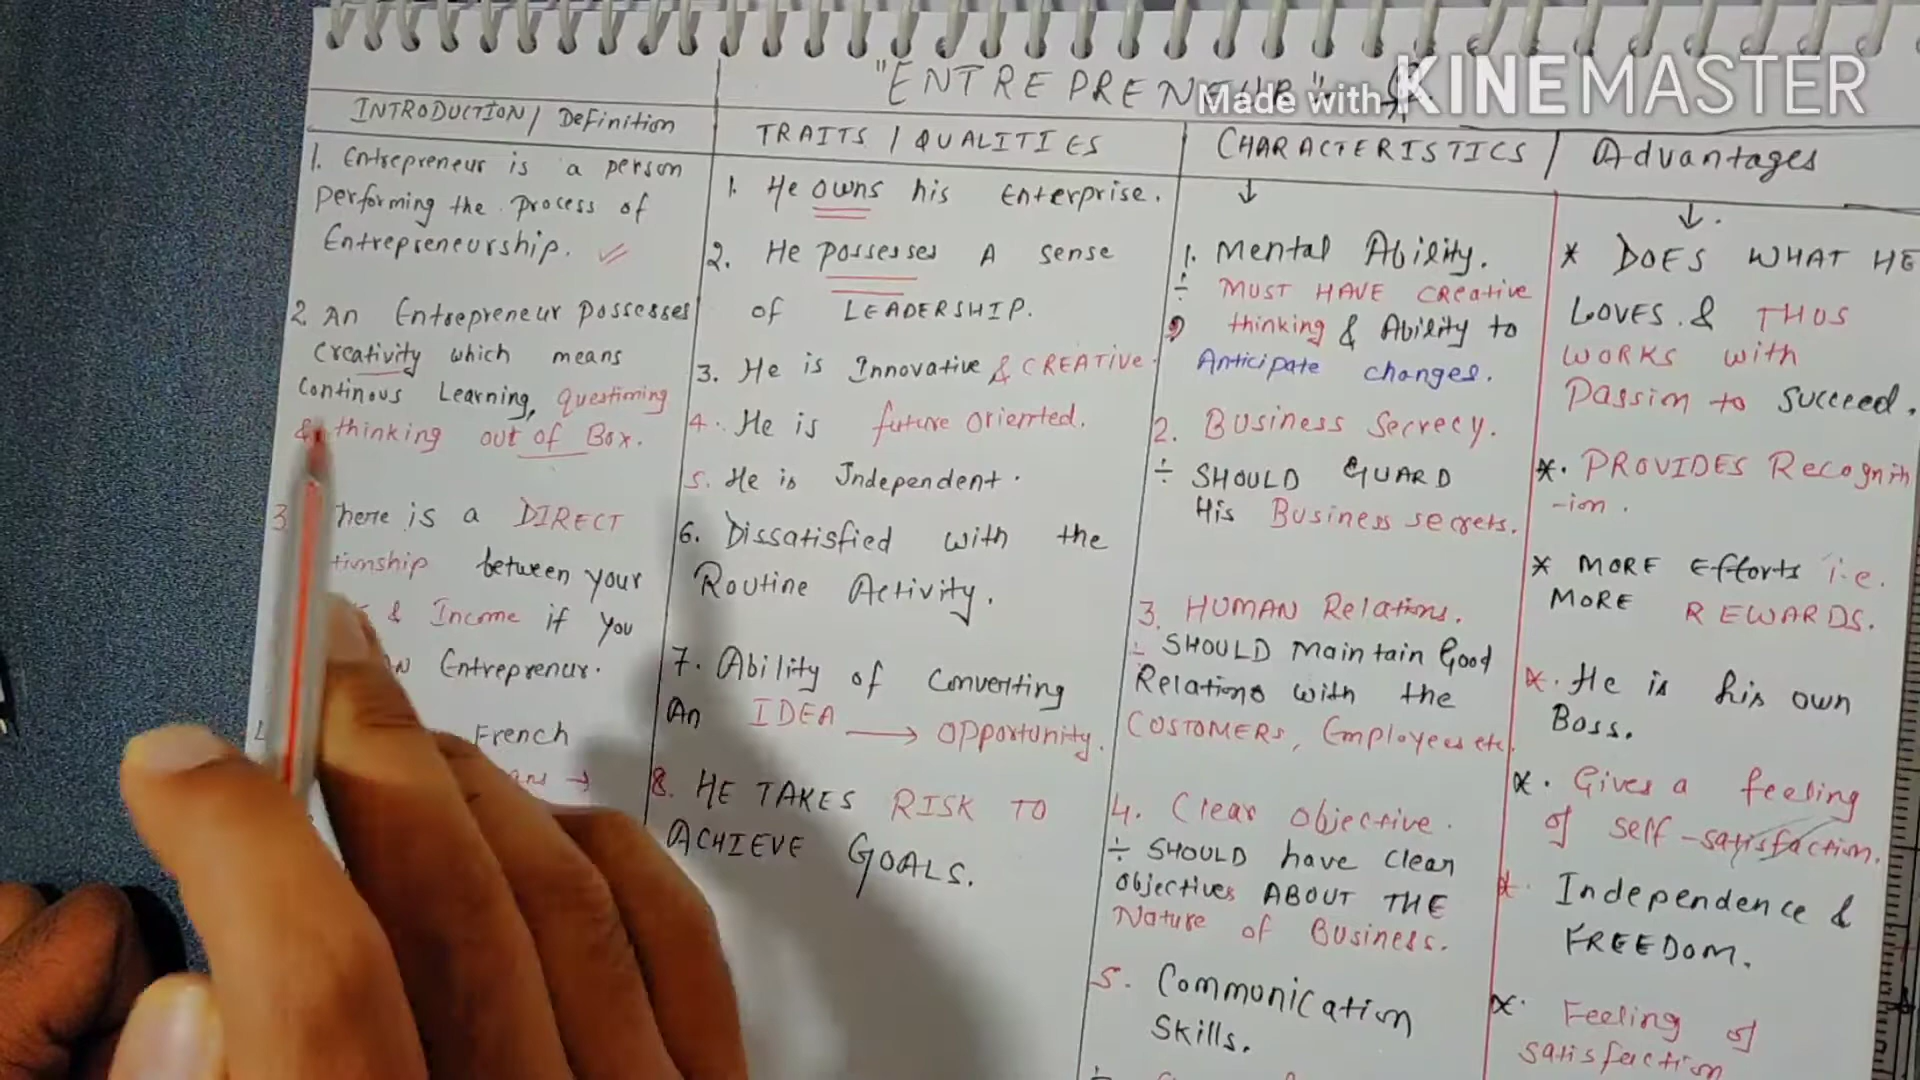 "ENTREPRENEUR"
Made with KINEMASTER
INTRODUCTION / Definition
1. Entrepreneur is a person
performing the process of
Entrepreneurship.
2. An Entrepreneur possesses
creativity which means
continous Learning, questioning
& thinking out of Box.
3 here is a DIRECT
tionship between your
& Income if you
AN Entreprenur.
French
TRAITS / QUALITIES
1. He owns his Enterprise.
2. He possesses A sense
of LEADERSHIP.
3. He is Innovative & CREATIVE.
4. He is future oriented.
5. He is Independent.
6. Dissatisfied with the
Routine Activity.
7. Ability of converting
An IDEA → opportunity.
8. HE TAKES RISK TO
ACHIEVE GOALS.
CHARACTERISTICS
↓
1. Mental Ability.
÷ MUST HAVE creative
thinking & Ability to
Anticipate changes.
2. Business Secrecy.
÷ SHOULD GUARD
His Business secrets.
3. HUMAN Relations.
÷ SHOULD Maintain Good
Relations with the
CUSTOMERS, Employees etc.
4. Clear objective.
÷ SHOULD have clear
objectives ABOUT THE
Nature of Business.
5. Communication
Skills.
/ Advantages
↓.
* DOES WHAT HE
LOVES. & THUS
WORKS with
Passion to succeed.
*. PROVIDES Recognit
-ion.
* MORE Efforts i.e.
MORE REWARDS.
*. He is his own
Boss.
*. Gives a feeling
of self-satisfaction.
*. Independence &
FREEDOM.
*. Feeling of
satisfaction